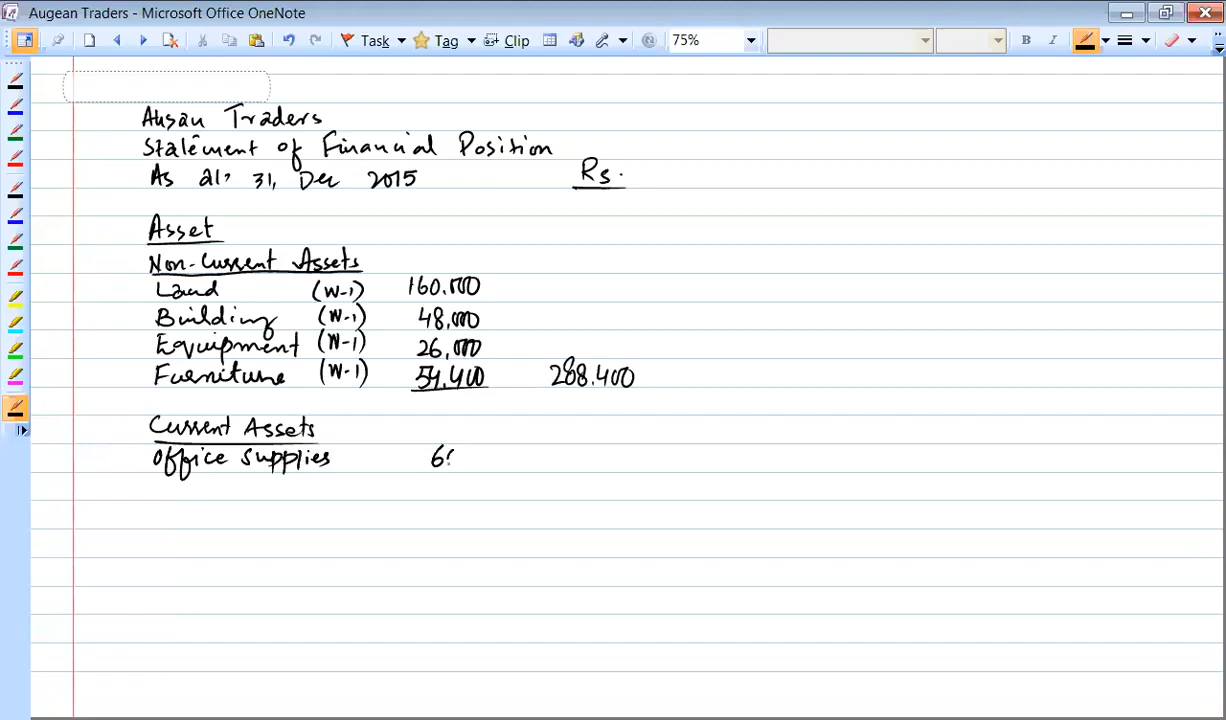 Augean Traders - Microsoft Office OneNote
Task Tag Clip 75% B I
Ahsan Traders
Statement of Financial Position
As at, 31, Dec 2015 Rs.
Asset
Non-Current Assets
Land (W-1) 160.000
Building (W-1) 48,000
Equipment (W-1) 26,000
Furniture (W-1) 54.400 288.400
Current Assets
Office Supplies